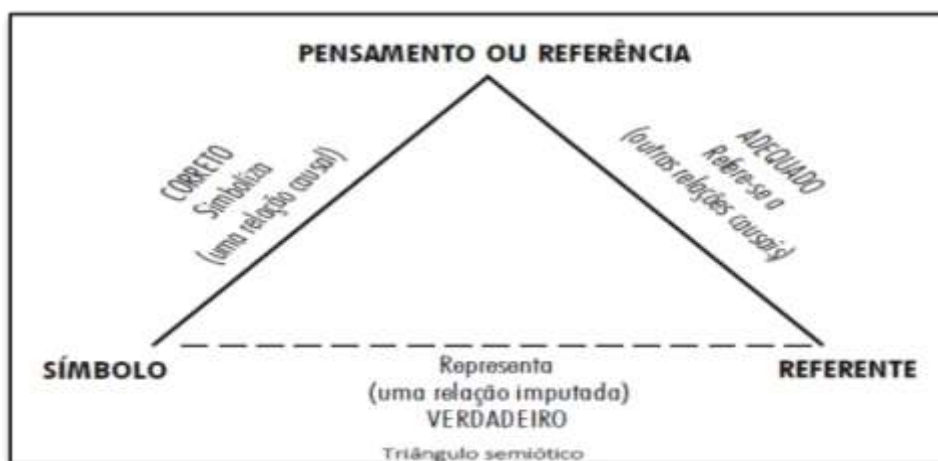 PENSAMENTO OU REFERÊNCIA
CORRETO
Simboliza
(uma relação causal)
ADEQUADO
Refere-se a
(outras relações causais)
SÍMBOLO
REFERENTE
Representa
(uma relação imputada)
VERDADEIRO
Triângulo semiótico